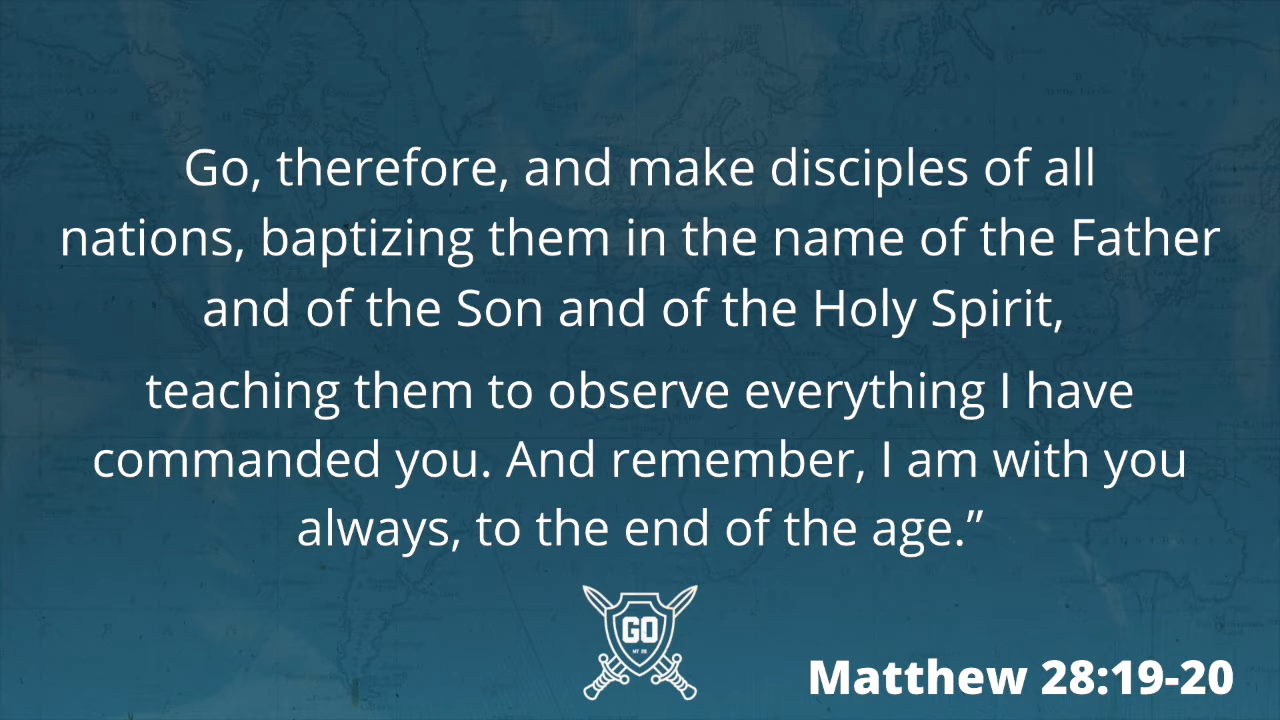 Go, therefore, and make disciples of all
nations, baptizing them in the name of the Father
and of the Son and of the Holy Spirit,
teaching them to observe everything I have
commanded you. And remember, I am with you
always, to the end of the age.”
GO
MT 28
Matthew 28:19-20